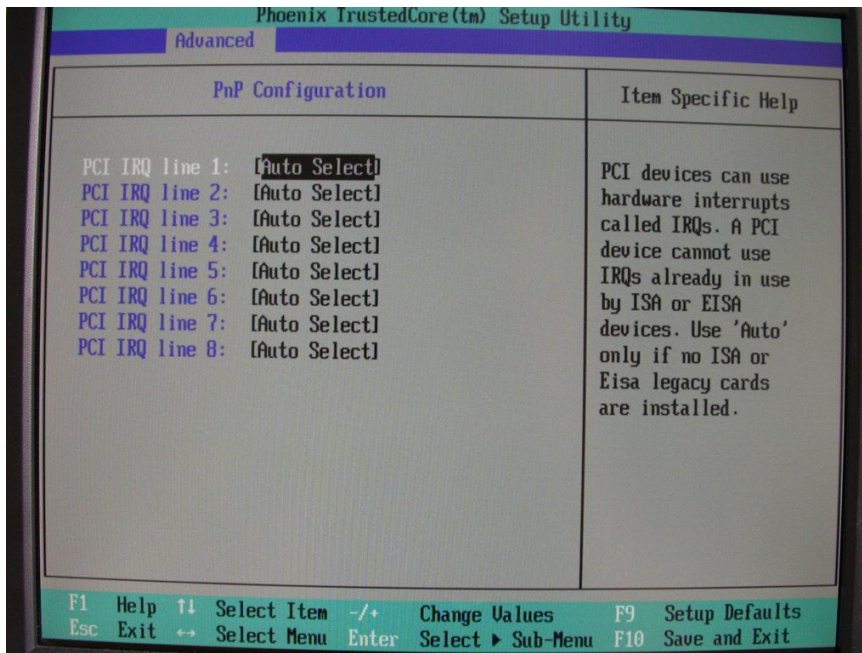 Phoenix TrustedCore(tm) Setup Utility
Advanced
PnP Configuration
PCI IRQ line 1: [Auto Select]
PCI IRQ line 2: [Auto Select]
PCI IRQ line 3: [Auto Select]
PCI IRQ line 4: [Auto Select]
PCI IRQ line 5: [Auto Select]
PCI IRQ line 6: [Auto Select]
PCI IRQ line 7: [Auto Select]
PCI IRQ line 8: [Auto Select]
Item Specific Help
PCI devices can use
hardware interrupts
called IRQs. A PCI
device cannot use
IRQs already in use
by ISA or EISA
devices. Use 'Auto'
only if no ISA or
Eisa legacy cards
are installed.
F1 Help ↑↓ Select Item -/+ Change Values F9 Setup Defaults
Esc Exit ↔ Select Menu Enter Select ▶ Sub-Menu F10 Save and Exit